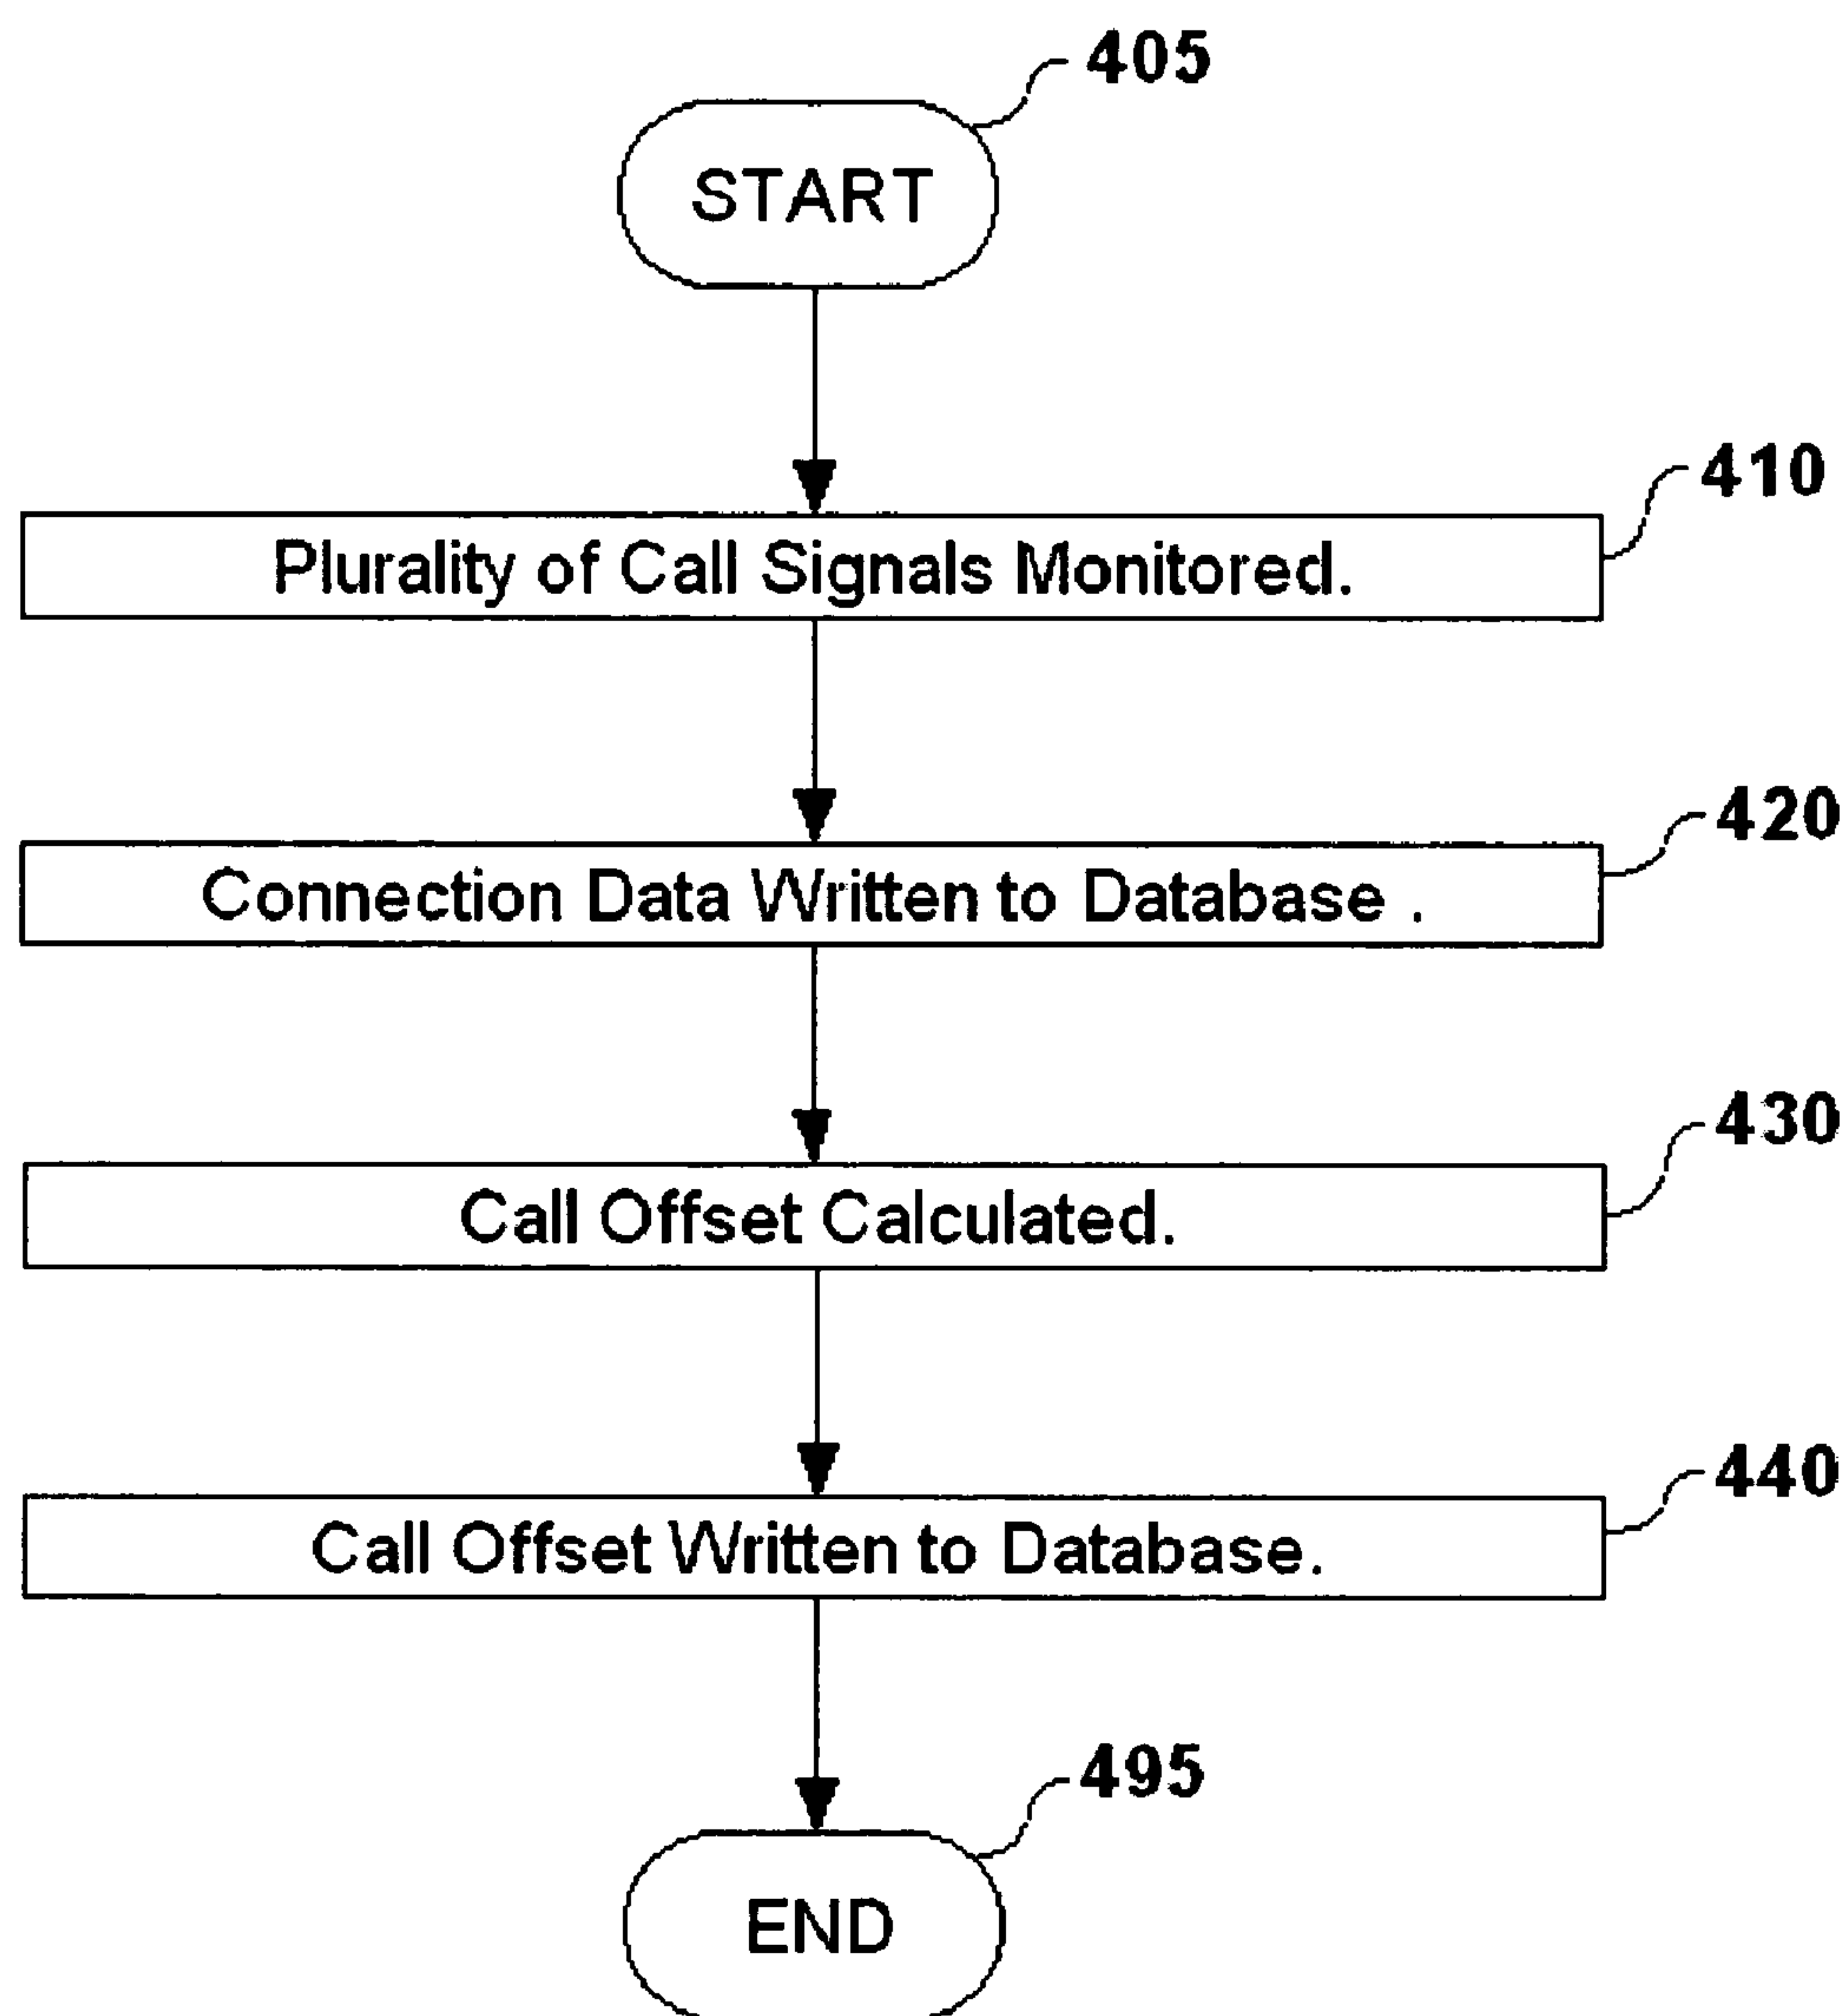 405
START
410
Plurality of Call Signals Monitored.
420
Connection Data Written to Database .
430
Call Offset Calculated.
440
Call Offset Written to Database.
495
END